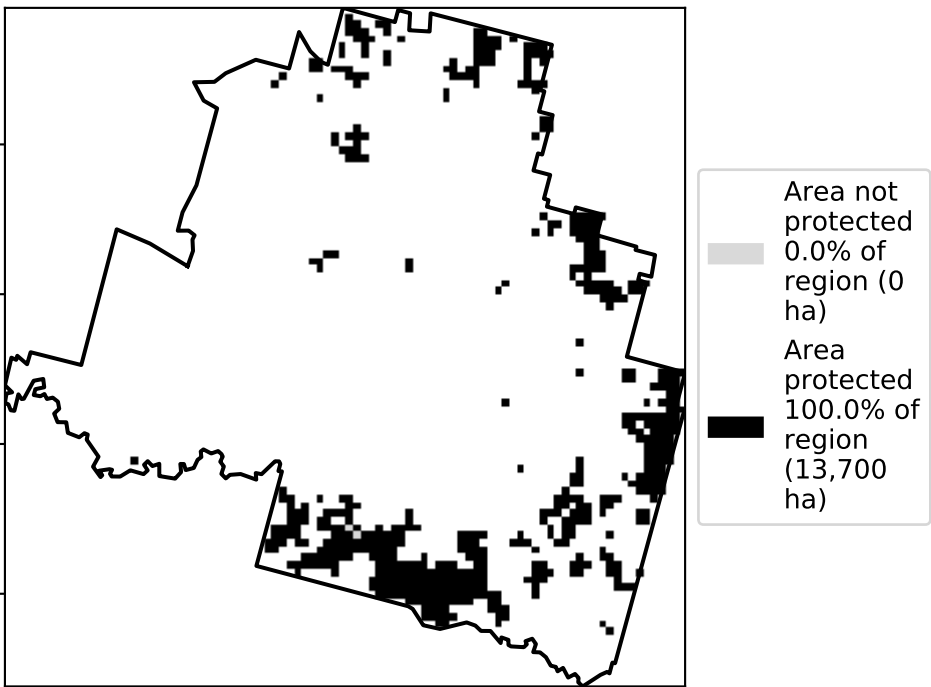 Area not
protected
0.0% of
region (0
ha)
Area
protected
100.0% of
region
(13,700
ha)